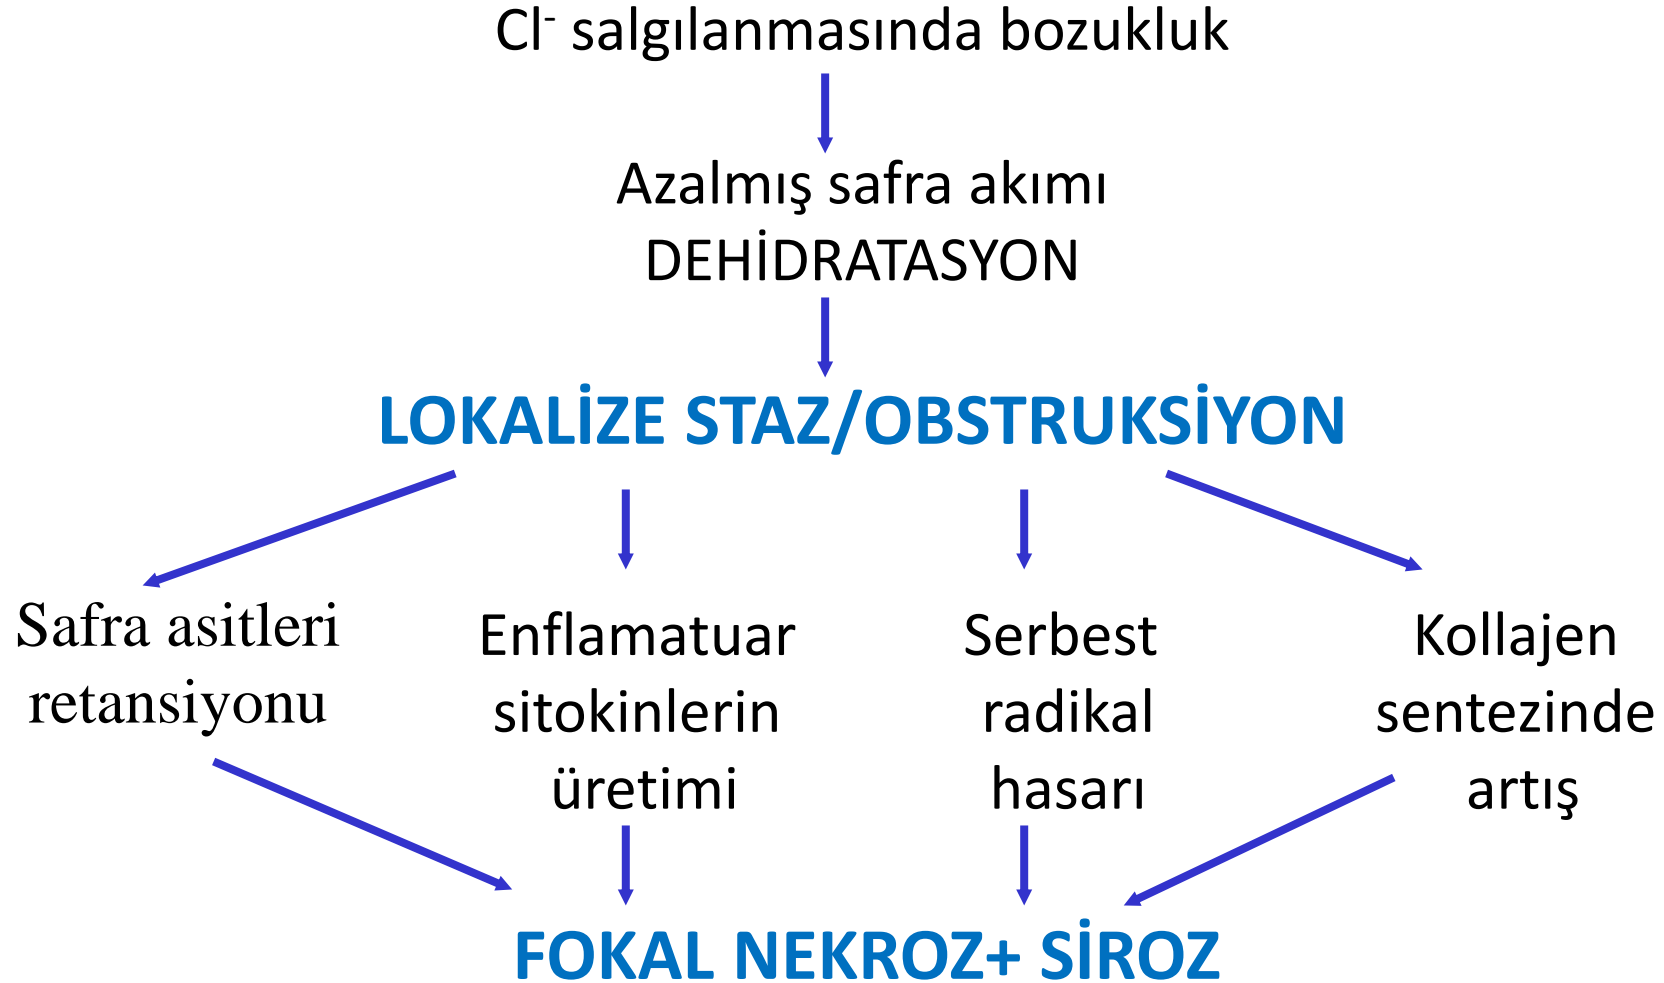 Cl⁻ salgılanmasında bozukluk
Azalmış safra akımı
DEHİDRATASYON
LOKALİZE STAZ/OBSTRUKSİYON
Safra asitleri
retansiyonu
Enflamatuar
sitokinlerin
üretimi
Serbest
radikal
hasarı
Kollajen
sentezinde
artış
FOKAL NEKROZ+ SİROZ